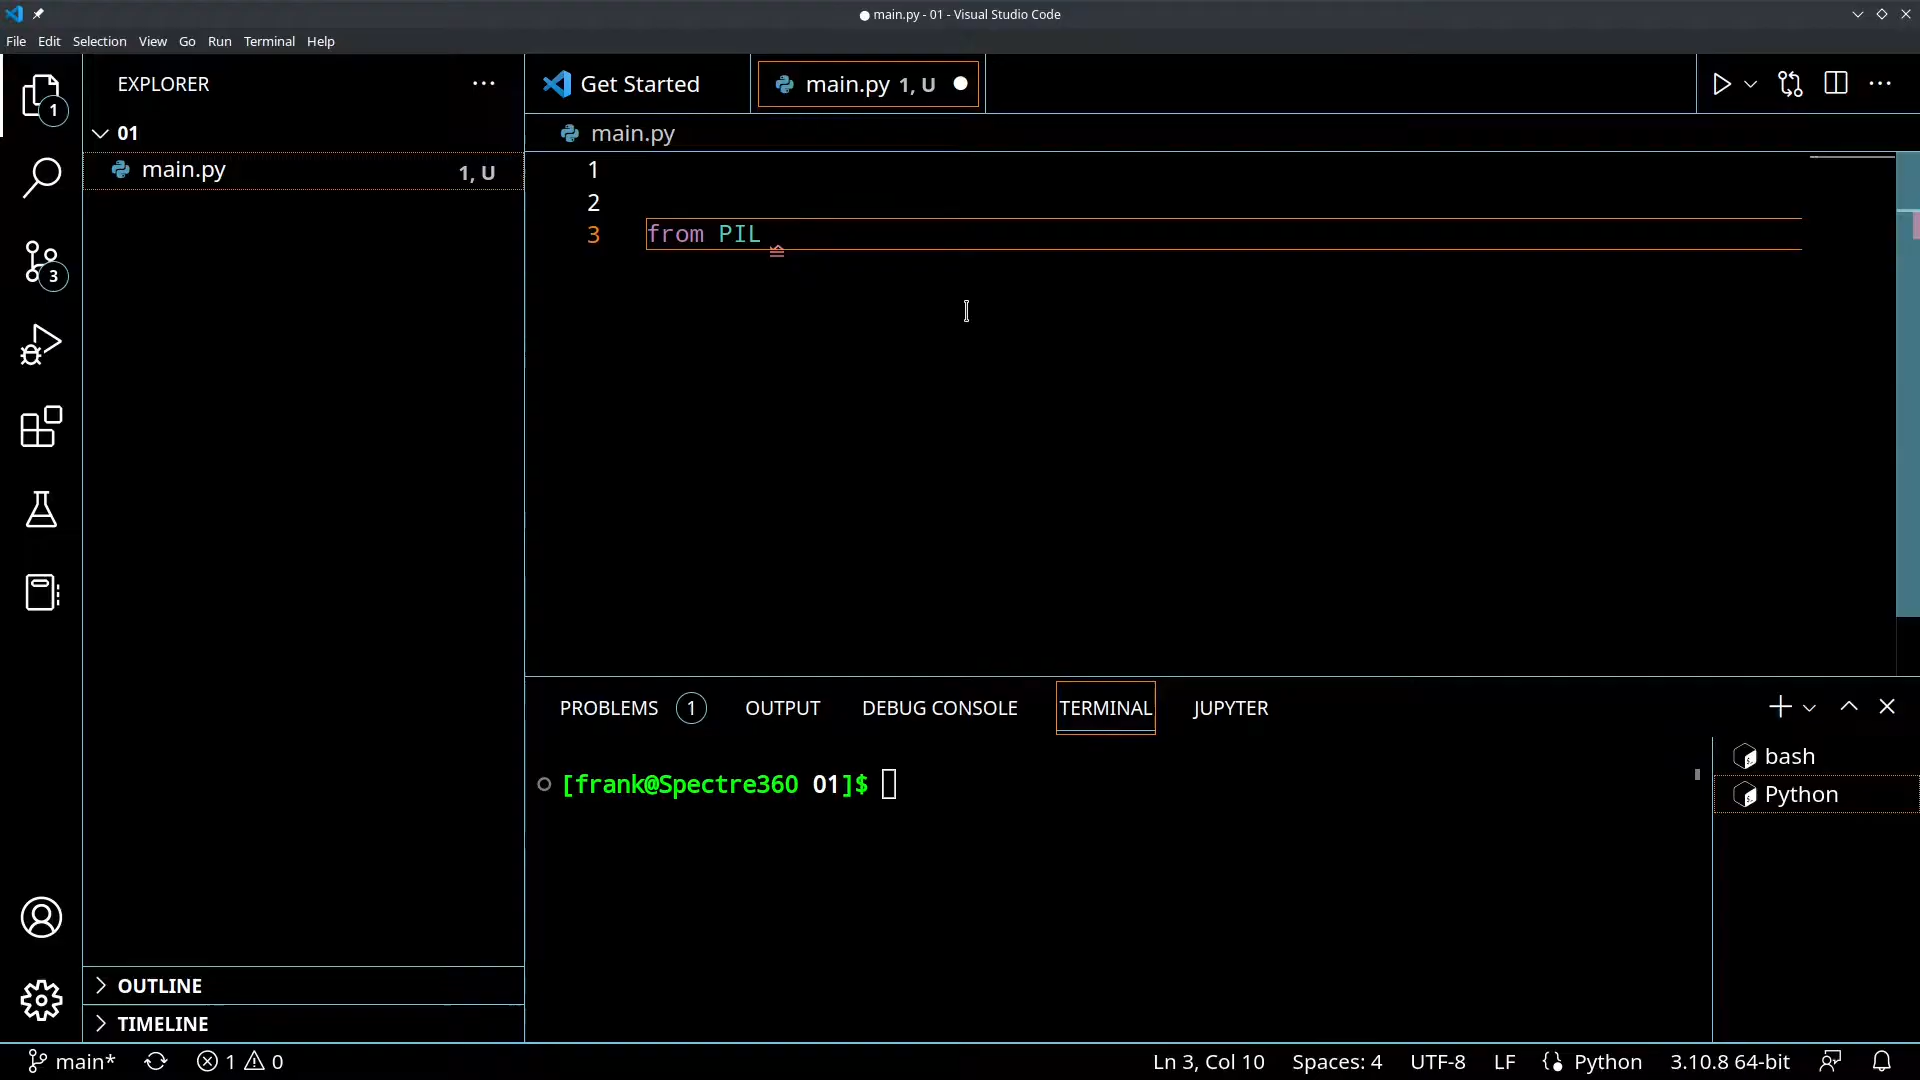 main.py - 01 - Visual Studio Code
File Edit Selection View Go Run Terminal Help
EXPLORER
Get Started
main.py 1, U
1
01
main.py
main.py 1, U
1
2
3 from PIL
3
PROBLEMS 1 OUTPUT DEBUG CONSOLE TERMINAL JUPYTER
[frank@Spectre360 01]$
bash
Python
OUTLINE
TIMELINE
main* 1 0 Ln 3, Col 10 Spaces: 4 UTF-8 LF Python 3.10.8 64-bit